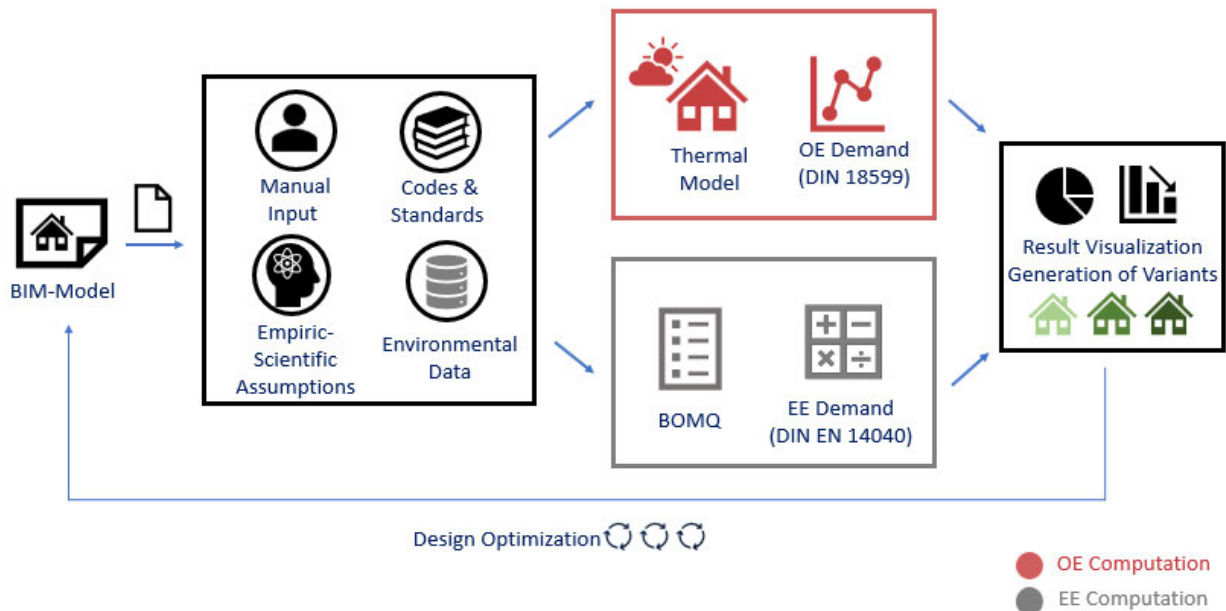 BIM-Model
Manual
Input
Codes &
Standards
Empiric-
Scientific
Assumptions
Environmental
Data
Thermal
Model
OE Demand
(DIN 18599)
BOMQ
EE Demand
(DIN EN 14040)
Result Visualization
Generation of Variants
Design Optimization
OE Computation
EE Computation